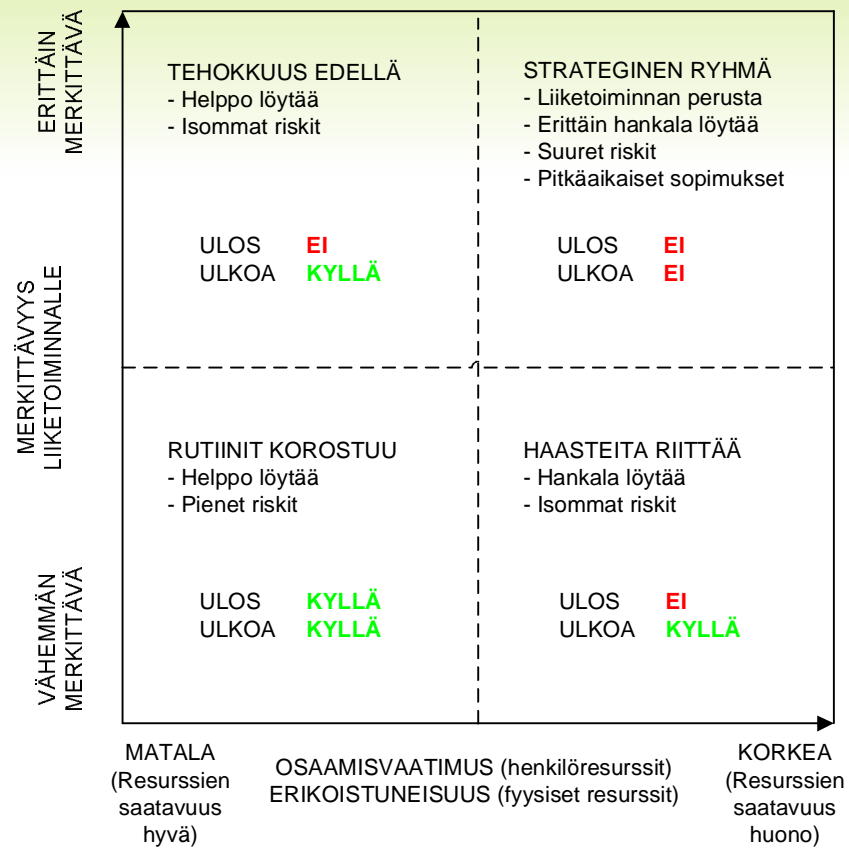 ERITTÄIN
MERKITTÄVÄ
MERKITTÄVYYS
LIIKETOIMINNALLE
VÄHEMMÄN
MERKITTÄVÄ
TEHOKKUUS EDELLÄ
- Helppo löytää
- Isommat riskit
ULOS EI
ULKOA KYLLÄ
STRATEGINEN RYHMÄ
- Liiketoiminnan perusta
- Erittäin hankala löytää
- Suuret riskit
- Pitkäaikaiset sopimukset
ULOS EI
ULKOA EI
RUTIINIT KOROSTUU
- Helppo löytää
- Pienet riskit
ULOS KYLLÄ
ULKOA KYLLÄ
HAASTEITA RIITTÄÄ
- Hankala löytää
- Isommat riskit
ULOS EI
ULKOA KYLLÄ
MATALA
(Resurssien
saatavuus
hyvä)
OSAAMISVAATIMUS (henkilöresurssit)
ERIKOISTUNEISUUS (fyysiset resurssit)
KORKEA
(Resurssien
saatavuus
huono)